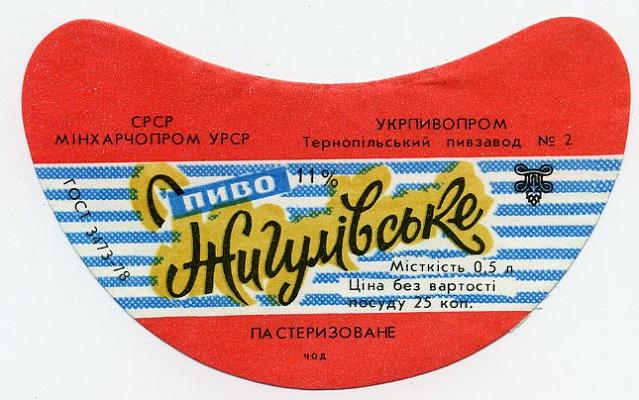 СРСР
МІНХАРЧОПРОМ УРСР
УКРПИВОПРОМ
Тернопільський пивзавод № 2
ГОСТ 3473-78
ПИВО 11%
Жигулівське
Місткість 0,5 л
Ціна без вартості
посуду 25 коп.
ПАСТЕРИЗОВАНЕ
чод